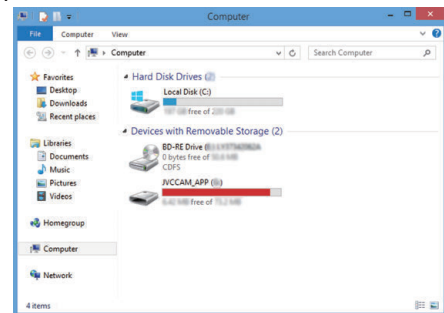 Computer
File Computer View
Computer
Search Computer
Favorites
Desktop
Downloads
Recent places
Libraries
Documents
Music
Pictures
Videos
Homegroup
Computer
Network
Hard Disk Drives (2)
Local Disk (C:)
free of
Devices with Removable Storage (2)
BD-RE Drive
0 bytes free of
CDFS
JVCCAM_APP
free of
4 items